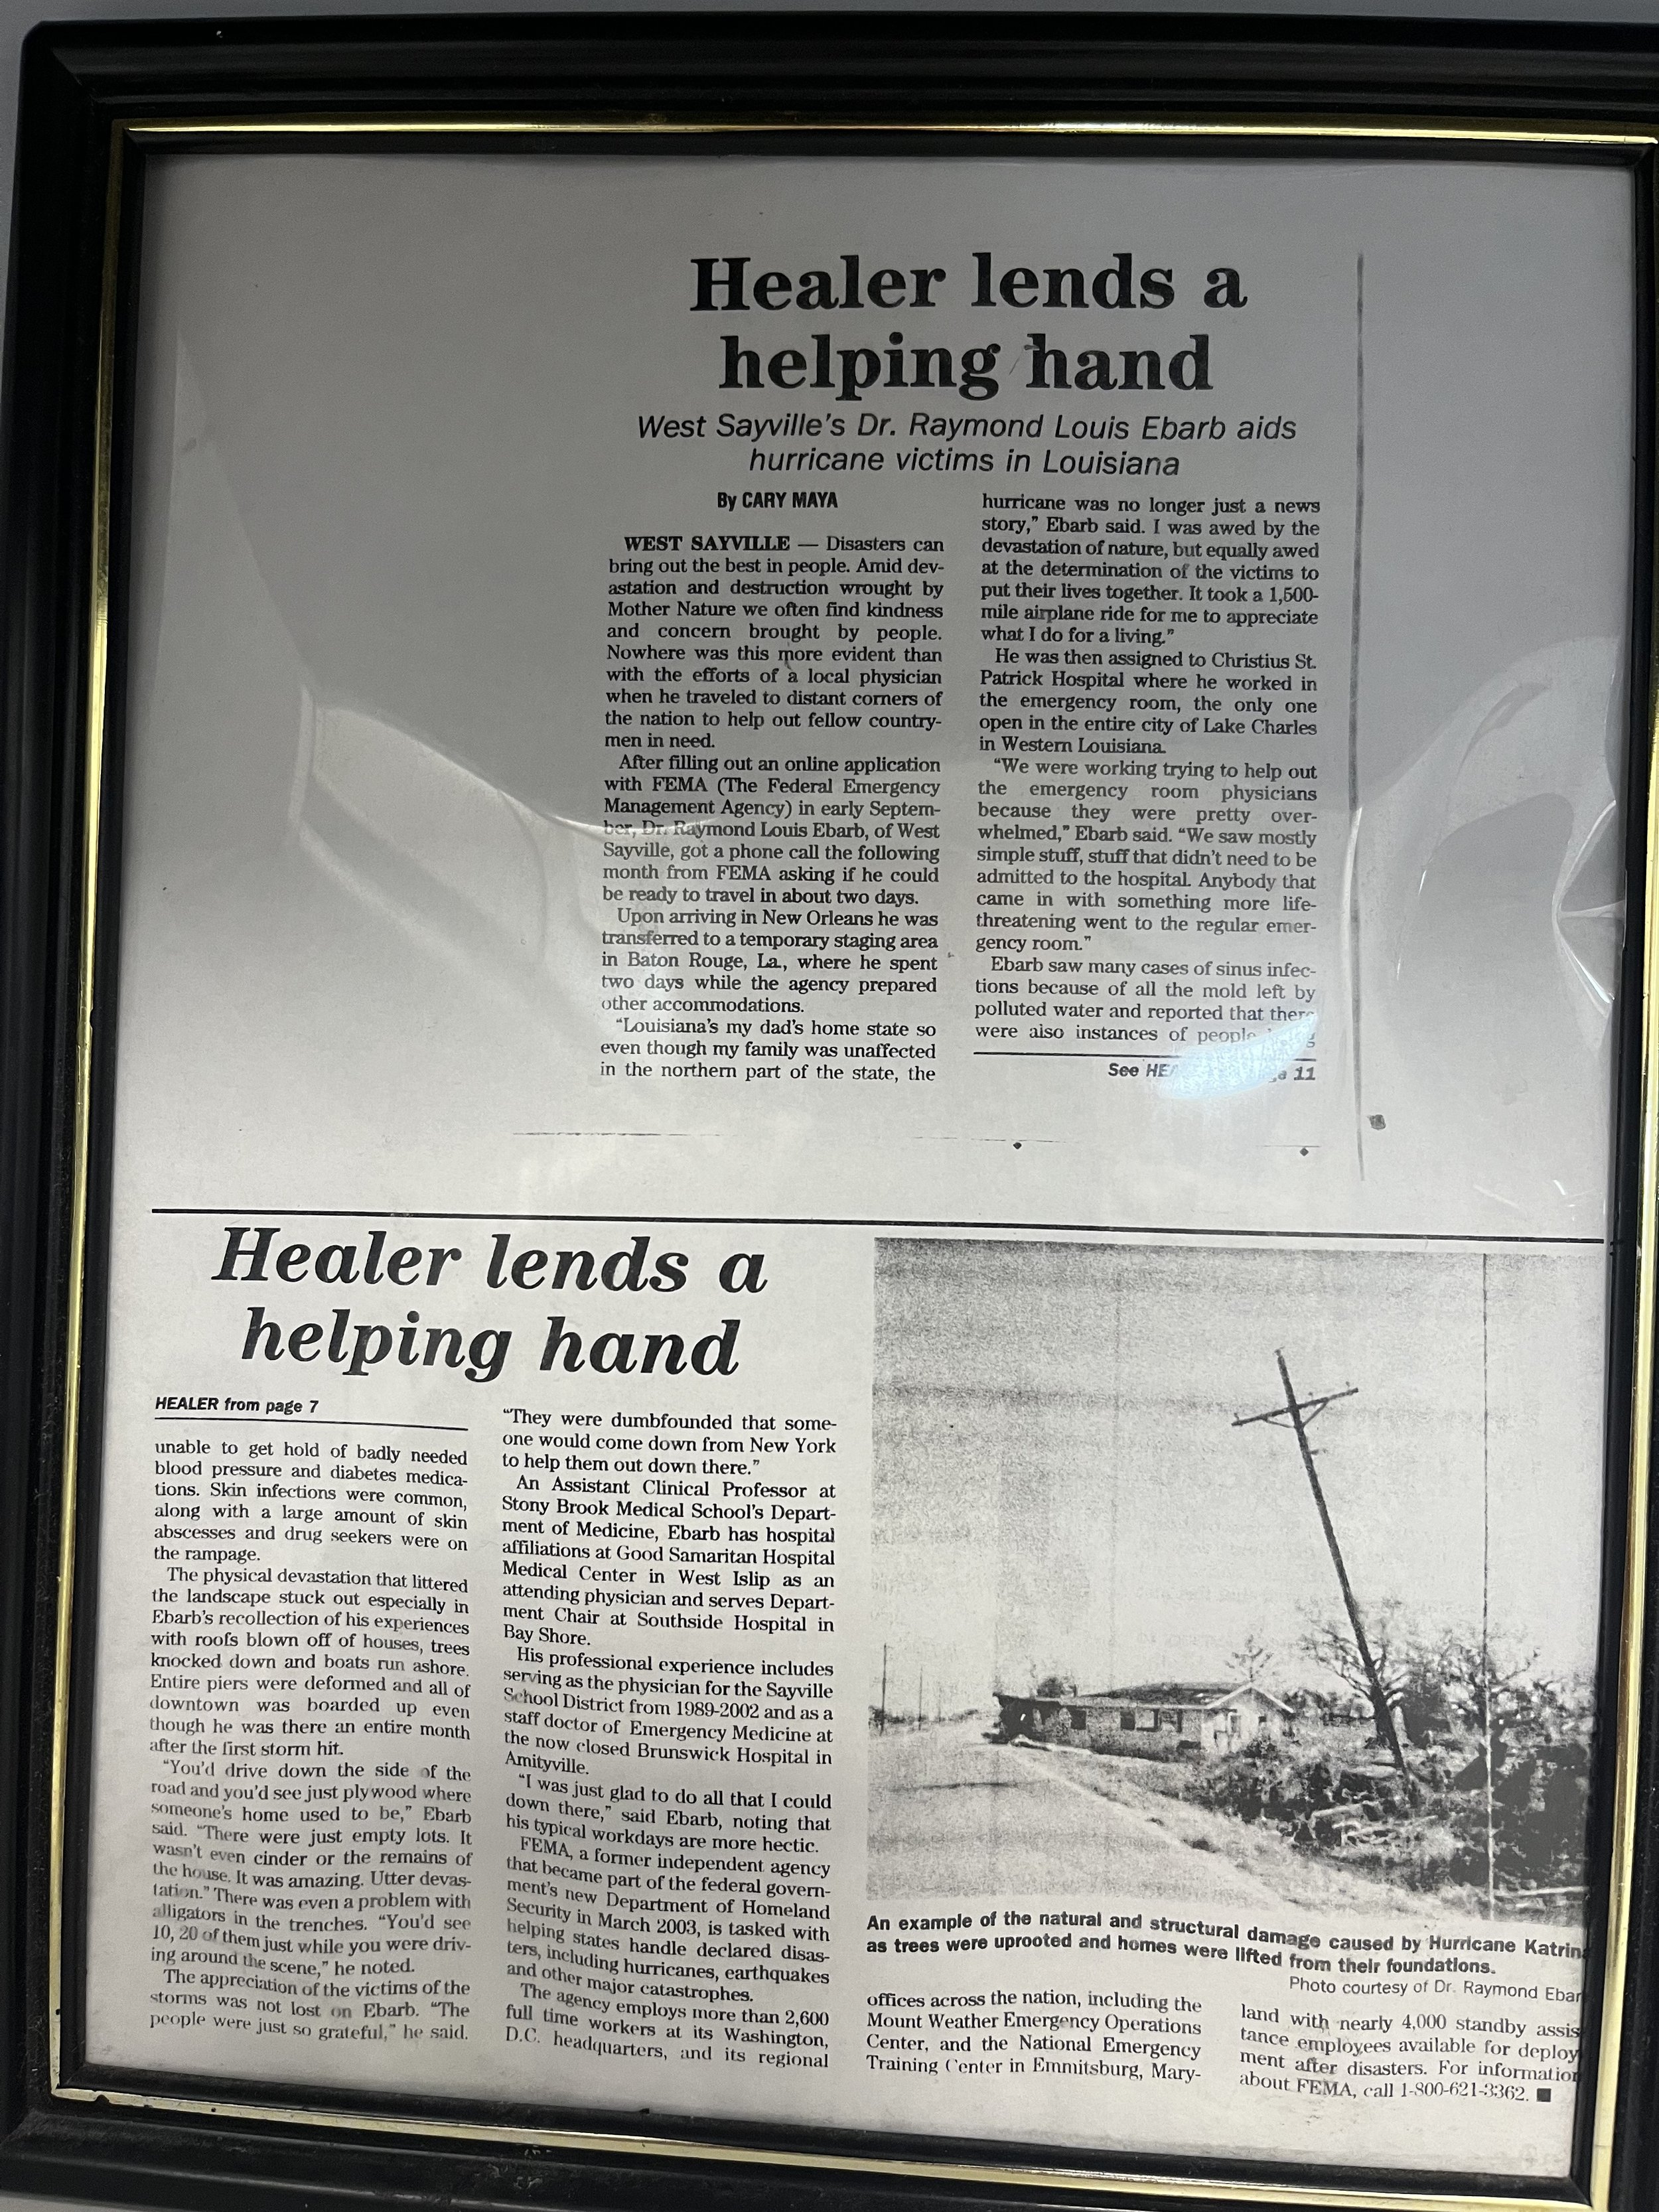 Healer lends a
helping hand
West Sayville's Dr. Raymond Louis Ebarb aids
hurricane victims in Louisiana
By CARY MAYA
WEST SAYVILLE — Disasters can
bring out the best in people. Amid dev-
astation and destruction wrought by
Mother Nature we often find kindness
and concern brought by people.
Nowhere was this more evident than
with the efforts of a local physician
when he traveled to distant corners of
the nation to help out fellow country-
men in need.
After filling out an online application
with FEMA (The Federal Emergency
Management Agency) in early Septem-
ber, Dr. Raymond Louis Ebarb, of West
Sayville, got a phone call the following
month from FEMA asking if he could
be ready to travel in about two days.
Upon arriving in New Orleans he was
transferred to a temporary staging area
in Baton Rouge, La., where he spent
two days while the agency prepared
other accommodations.
"Louisiana's my dad's home state so
even though my family was unaffected
in the northern part of the state, the
hurricane was no longer just a news
story," Ebarb said. I was awed by the
devastation of nature, but equally awed
at the determination of the victims to
put their lives together. It took a 1,500-
mile airplane ride for me to appreciate
what I do for a living."
He was then assigned to Christius St.
Patrick Hospital where he worked in
the emergency room, the only one
open in the entire city of Lake Charles
in Western Louisiana.
"We were working trying to help out
the emergency room physicians
because they were pretty over-
whelmed," Ebarb said. "We saw mostly
simple stuff, stuff that didn't need to be
admitted to the hospital. Anybody that
came in with something more life-
threatening went to the regular emer-
gency room."
Ebarb saw many cases of sinus infec-
tions because of all the mold left by
polluted water and reported that there
were also instances of people
See 11
Healer lends a
helping hand
HEALER from page 7
unable to get hold of badly needed
blood pressure and diabetes medica-
tions. Skin infections were common,
along with a large amount of skin
abscesses and drug seekers were on
the rampage.
The physical devastation that littered
the landscape stuck out especially in
Ebarb's recollection of his experiences
with roofs blown off of houses, trees
knocked down and boats run ashore.
Entire piers were deformed and all of
downtown was boarded up even
though he was there an entire month
after the first storm hit.
"You'd drive down the side of the
road and you'd see just plywood where
someone's home used to be," Ebarb
said. "There were just empty lots. It
wasn't even cinder or the remains of
the house. It was amazing. Utter devas-
tation." There was even a problem with
alligators in the trenches. "You'd see
10, 20 of them just while you were driv-
ing around the scene," he noted.
The appreciation of the victims of the
storms was not lost on Ebarb. "The
people were just so grateful," he said.
"They were dumbfounded that some-
one would come down from New York
to help them out down there."
An Assistant Clinical Professor at
Stony Brook Medical School's Depart-
ment of Medicine, Ebarb has hospital
affiliations at Good Samaritan Hospital
Medical Center in West Islip as an
attending physician and serves Depart-
ment Chair at Southside Hospital in
Bay Shore.
His professional experience includes
serving as the physician for the Sayville
School District from 1989-2002 and as a
staff doctor of Emergency Medicine at
the now closed Brunswick Hospital in
Amityville.
"I was just glad to do all that I could
down there," said Ebarb, noting that
his typical workdays are more hectic.
FEMA, a former independent agency
that became part of the federal govern-
ment's new Department of Homeland
Security in March 2003, is tasked with
helping states handle declared disas-
ters, including hurricanes, earthquakes
and other major catastrophes.
The agency employs more than 2,600
full time workers at its Washington,
D.C. headquarters, and its regional
An example of the natural and structural damage caused by Hurricane Katrin
as trees were uprooted and homes were lifted from their foundations.
Photo courtesy of Dr. Raymond Ebar
offices across the nation, including the
Mount Weather Emergency Operations
Center, and the National Emergency
Training Center in Emmitsburg, Mary-
land with nearly 4,000 standby assis
tance employees available for deploy
ment after disasters. For information
about FEMA, call 1-800-621-3362. ■